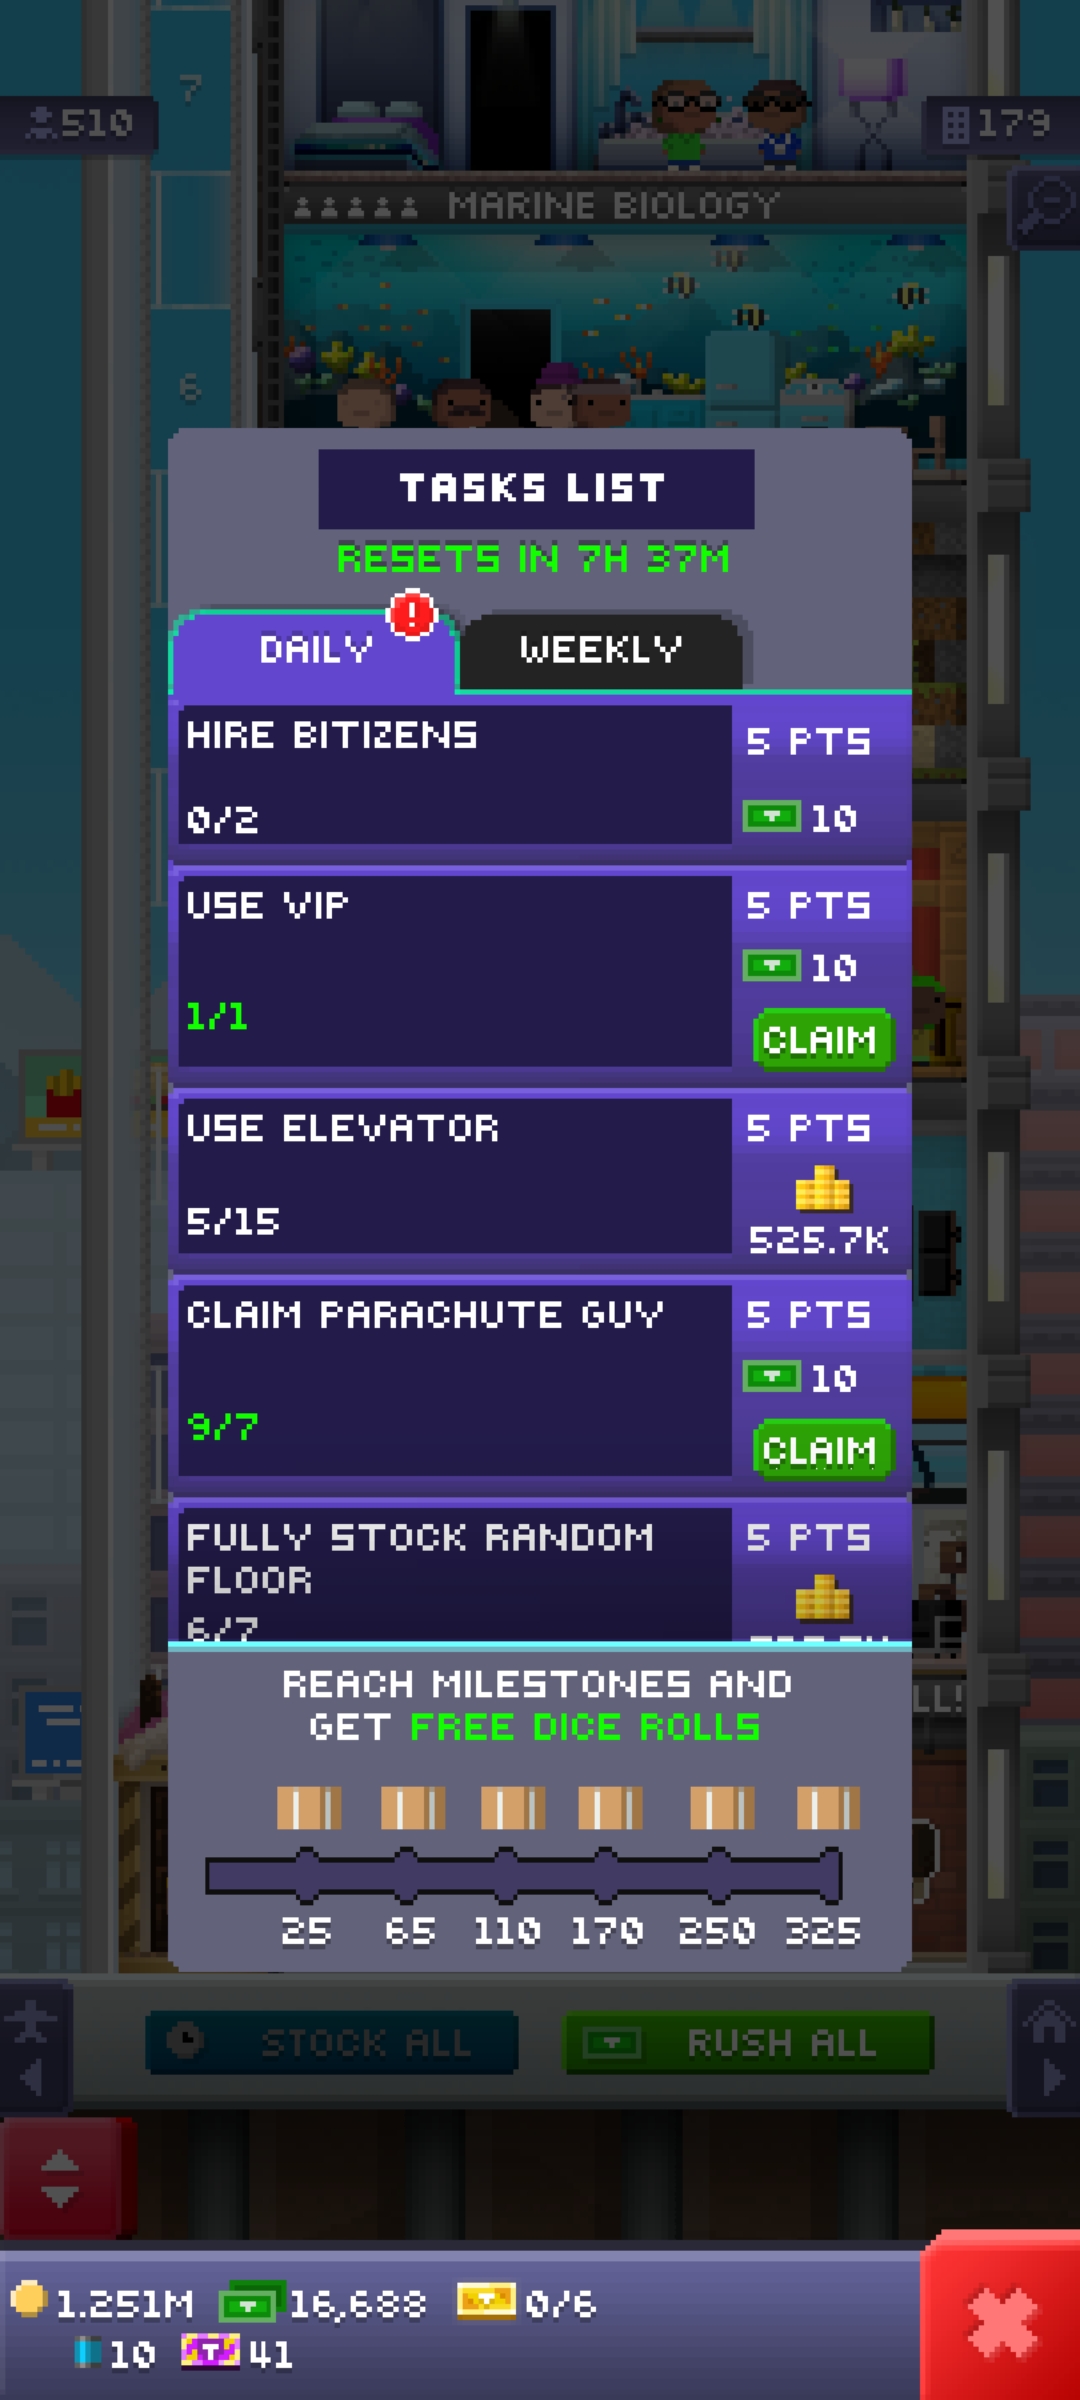 7
510
179
MARINE BIOLOGY
6
TASKS LIST
RESETS IN 7H 37M
!
DAILY
WEEKLY
HIRE BITIZENS
5 PTS
0/2
10
USE VIP
5 PTS
10
1/1
CLAIM
USE ELEVATOR
5 PTS
5/15
525.7K
CLAIM PARACHUTE GUY
5 PTS
10
9/7
CLAIM
FULLY STOCK RANDOM
5 PTS
FLOOR
6/7
LL!
REACH MILESTONES AND
GET FREE DICE ROLLS
25 65 110 170 250 325
STOCK ALL
RUSH ALL
1.251M 16,688 0/6
10 41